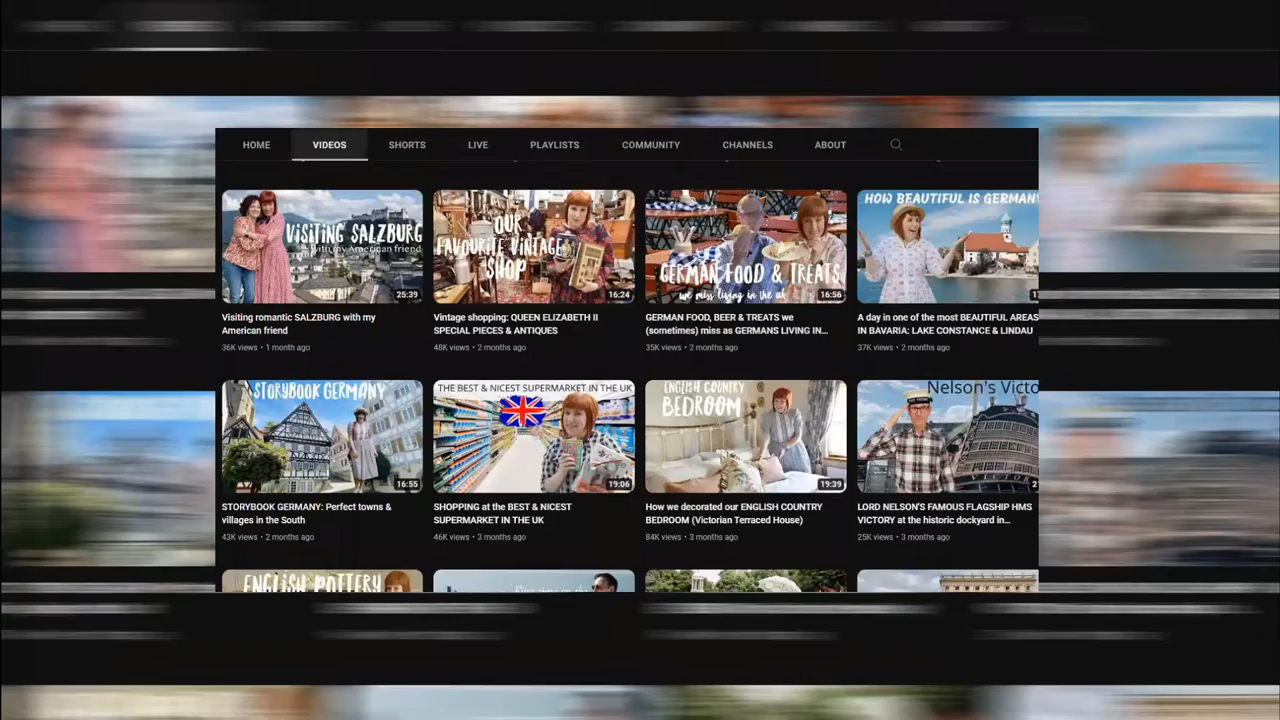 HOME VIDEOS SHORTS LIVE PLAYLISTS COMMUNITY CHANNELS ABOUT
VISITING SALZBURG
with my American friend
25:39
Visiting romantic SALZBURG with my
American friend
36K views • 1 month ago
OUR
FAVOURITE VINTAGE
SHOP
16:24
Vintage shopping: QUEEN ELIZABETH II
SPECIAL PIECES & ANTIQUES
48K views • 2 months ago
GERMAN FOOD & TREATS
we miss living in the uk
16:56
GERMAN FOOD, BEER & TREATS we
(sometimes) miss as GERMANS LIVING IN...
35K views • 2 months ago
HOW BEAUTIFUL IS GERMANY
A day in one of the most BEAUTIFUL AREAS
IN BAVARIA: LAKE CONSTANCE & LINDAU
37K views • 2 months ago
STORYBOOK GERMANY
16:55
STORYBOOK GERMANY: Perfect towns &
villages in the South
43K views • 2 months ago
THE BEST & NICEST SUPERMARKET IN THE UK
19:06
SHOPPING at the BEST & NICEST
SUPERMARKET IN THE UK
46K views • 3 months ago
ENGLISH COUNTRY
BEDROOM
19:39
How we decorated our ENGLISH COUNTRY
BEDROOM (Victorian Terraced House)
84K views • 3 months ago
Nelson's Victo
LORD NELSON'S FAMOUS FLAGSHIP HMS
VICTORY at the historic dockyard in...
25K views • 3 months ago
ENGLISH POTTERY